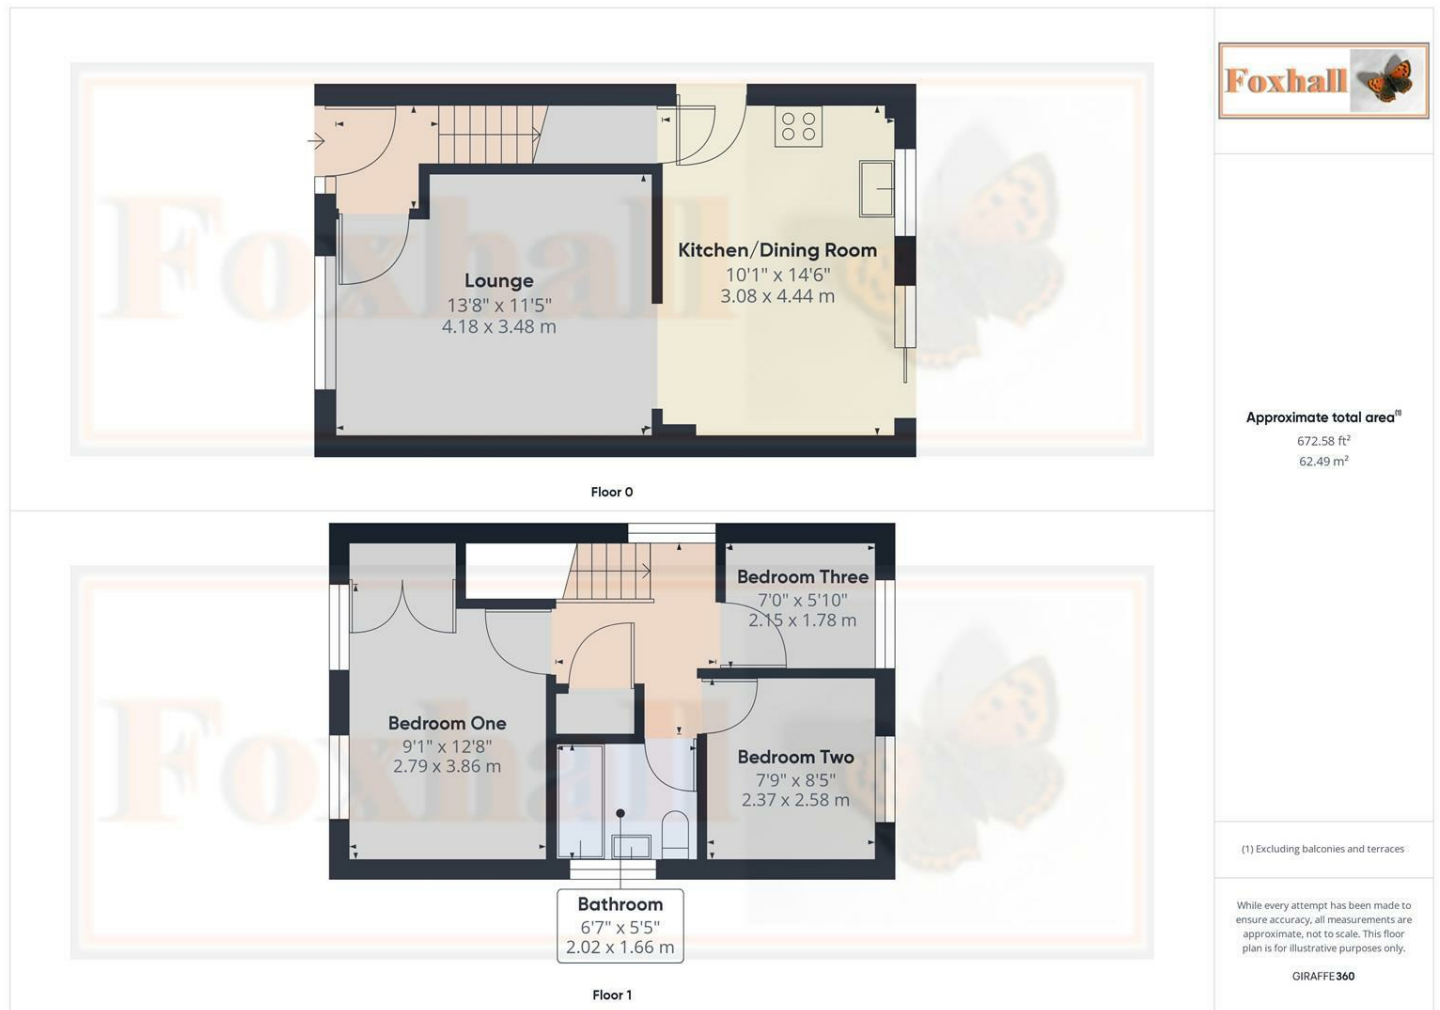 Foxhall
Lounge
13'8" x 11'5"
4.18 x 3.48 m
Kitchen/Dining Room
10'1" x 14'6"
3.08 x 4.44 m
Floor 0
Foxhall
Approximate total area(1)
672.58 ft²
62.49 m²
Foxhall
Bedroom One
9'1" x 12'8"
2.79 x 3.86 m
Bedroom Three
7'0" x 5'10"
2.15 x 1.78 m
Bedroom Two
7'9" x 8'5"
2.37 x 2.58 m
Bathroom
6'7" x 5'5"
2.02 x 1.66 m
Floor 1
(1) Excluding balconies and terraces
While every attempt has been made to
ensure accuracy, all measurements are
approximate, not to scale. This floor
plan is for illustrative purposes only.
GIRAFFE360